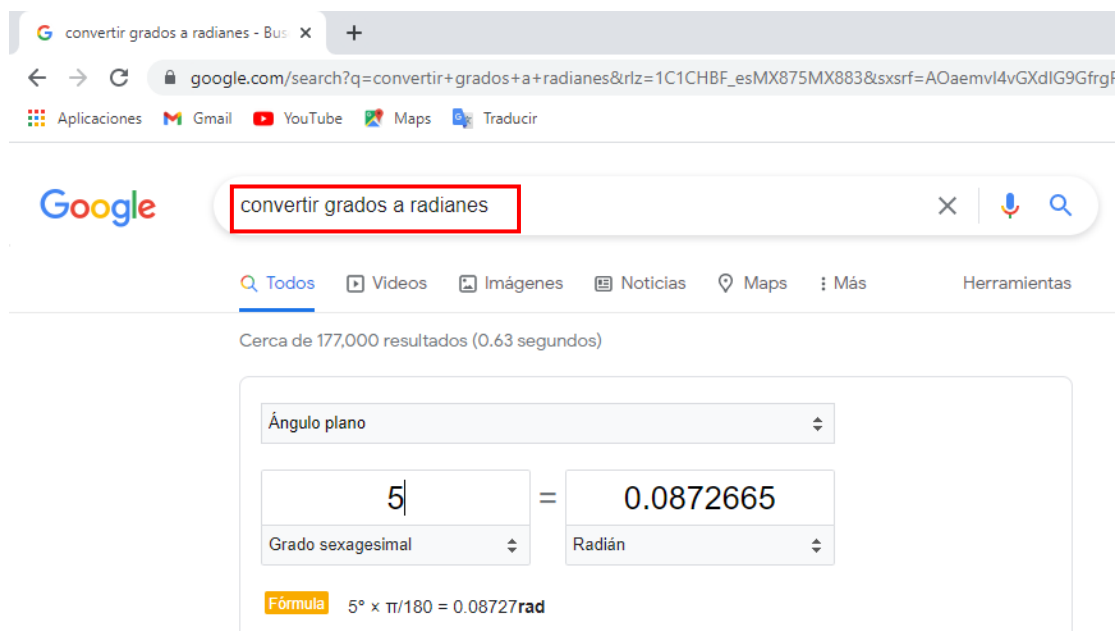 convertir grados a radianes - Bus
google.com/search?q=convertir+grados+a+radianes&rlz=1C1CHBF_esMX875MX883&sxsrf=AOaemvI4vGXdIG9Gfrg
Aplicaciones Gmail YouTube Maps Traducir
Google convertir grados a radianes
Todos Videos Imágenes Noticias Maps Más Herramientas
Cerca de 177,000 resultados (0.63 segundos)
Ángulo plano
5 = 0.0872665
Grado sexagesimal Radián
Fórmula 5° × π/180 = 0.08727rad